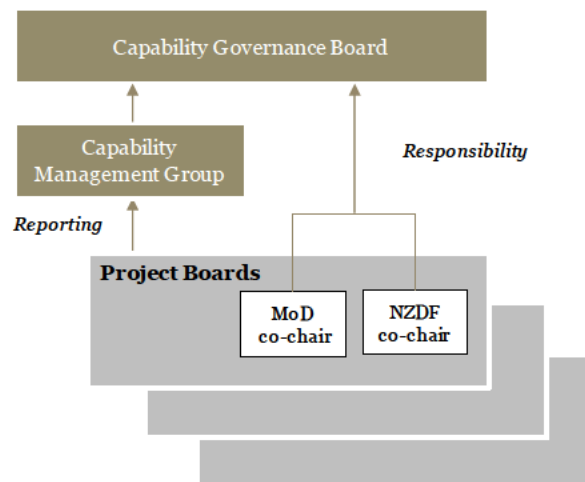 Capability Governance Board
Capability
Management Group
Responsibility
Reporting
Project Boards
MoD
co-chair
NZDF
co-chair